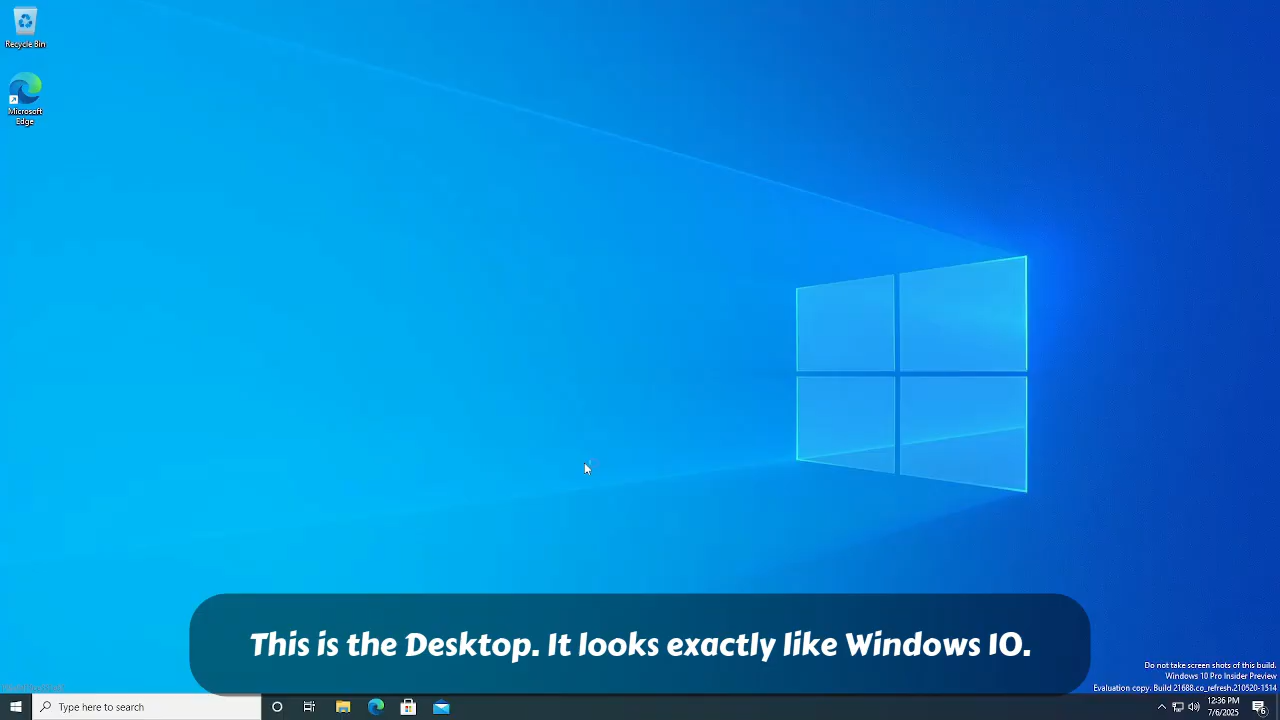 Recycle Bin
Microsoft
Edge
This is the Desktop. It looks exactly like Windows 10.
Do not take screen shots of this build.
Windows 10 Pro Insider Preview
Evaluation copy. Build 21688.co_refresh.210520-1514
Type here to search
12:36 PM
7/6/2025
6